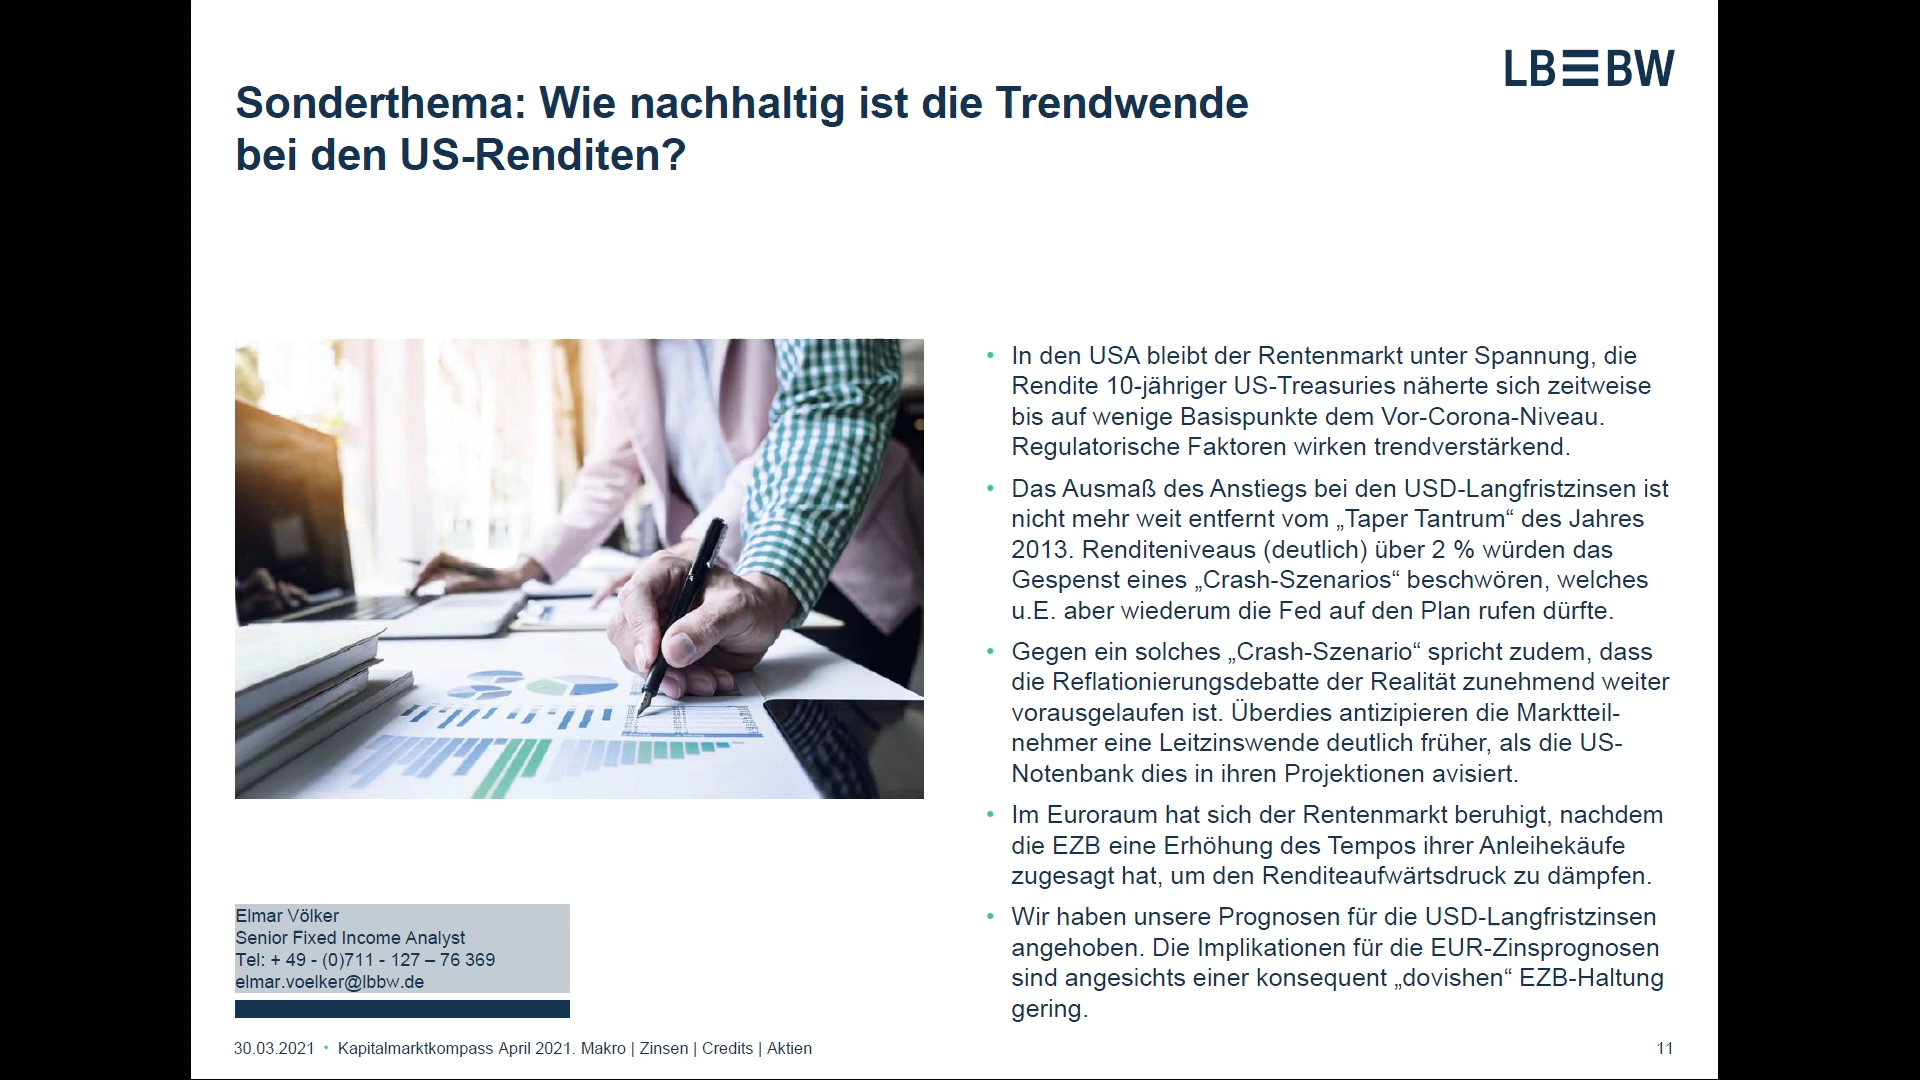 LBBW
Sonderthema: Wie nachhaltig ist die Trendwende
bei den US-Renditen?
• In den USA bleibt der Rentenmarkt unter Spannung, die
Rendite 10-jähriger US-Treasuries näherte sich zeitweise
bis auf wenige Basispunkte dem Vor-Corona-Niveau.
Regulatorische Faktoren wirken trendverstärkend.
• Das Ausmaß des Anstiegs bei den USD-Langfristzinsen ist
nicht mehr weit entfernt vom „Taper Tantrum“ des Jahres
2013. Renditeniveaus (deutlich) über 2 % würden das
Gespenst eines „Crash-Szenarios“ beschwören, welches
u.E. aber wiederum die Fed auf den Plan rufen dürfte.
• Gegen ein solches „Crash-Szenario“ spricht zudem, dass
die Reflationierungsdebatte der Realität zunehmend weiter
vorausgelaufen ist. Überdies antizipieren die Marktteil-
nehmer eine Leitzinswende deutlich früher, als die US-
Notenbank dies in ihren Projektionen avisiert.
• Im Euroraum hat sich der Rentenmarkt beruhigt, nachdem
die EZB eine Erhöhung des Tempos ihrer Anleihekäufe
zugesagt hat, um den Renditeaufwärtsdruck zu dämpfen.
• Wir haben unsere Prognosen für die USD-Langfristzinsen
angehoben. Die Implikationen für die EUR-Zinsprognosen
sind angesichts einer konsequent „dovishen“ EZB-Haltung
gering.
Elmar Völker
Senior Fixed Income Analyst
Tel: + 49 - (0)711 - 127 – 76 369
elmar.voelker@lbbw.de
30.03.2021 • Kapitalmarktkompass April 2021. Makro | Zinsen | Credits | Aktien
11